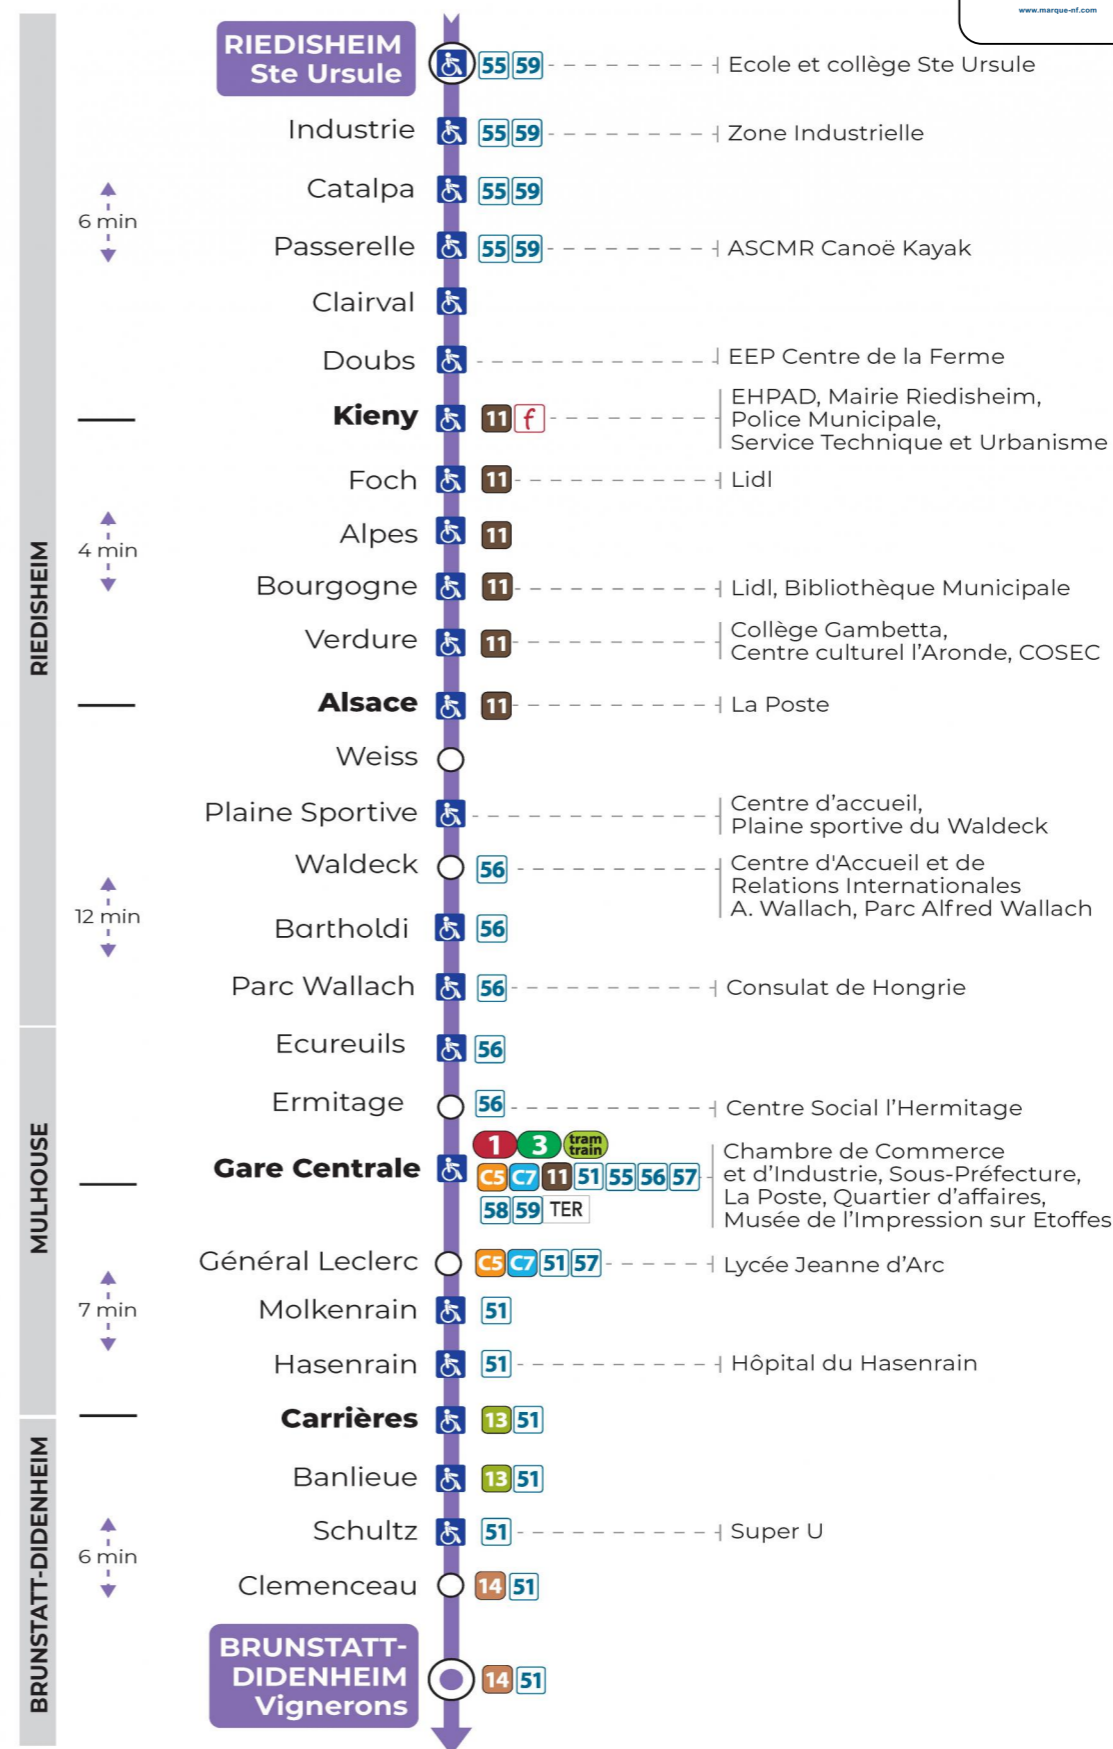 www.marque-nf.com
RIEDISHEIM
Ste Ursule
55 59
Ecole et collège Ste Ursule
Industrie
55 59
Zone Industrielle
Catalpa
55 59
6 min
Passerelle
55 59
ASCMR Canoë Kayak
Clairval
Doubs
EEP Centre de la Ferme
Kieny
11 f
EHPAD, Mairie Riedisheim,
Police Municipale,
Service Technique et Urbanisme
Foch
11
Lidl
RIEDISHEIM
4 min
Alpes
11
Bourgogne
11
Lidl, Bibliothèque Municipale
Verdure
11
Collège Gambetta,
Centre culturel l'Aronde, COSEC
Alsace
11
La Poste
Weiss
Plaine Sportive
Centre d'accueil,
Plaine sportive du Waldeck
Waldeck
56
Centre d'Accueil et de
Relations Internationales
A. Wallach, Parc Alfred Wallach
12 min
Bartholdi
56
Parc Wallach
56
Consulat de Hongrie
Ecureuils
56
Ermitage
56
Centre Social l'Hermitage
MULHOUSE
Gare Centrale
1 3 tram
train
C5 C7 11 51 55 56 57
58 59 TER
Chambre de Commerce
et d'Industrie, Sous-Préfecture,
La Poste, Quartier d'affaires,
Musée de l'Impression sur Etoffes
Général Leclerc
C5 C7 51 57
Lycée Jeanne d'Arc
7 min
Molkenrain
51
Hasenrain
51
Hôpital du Hasenrain
Carrières
13 51
BRUNSTATT-DIDENHEIM
Banlieue
13 51
Schultz
51
Super U
6 min
Clemenceau
14 51
BRUNSTATT-
DIDENHEIM
Vignerons
14 51